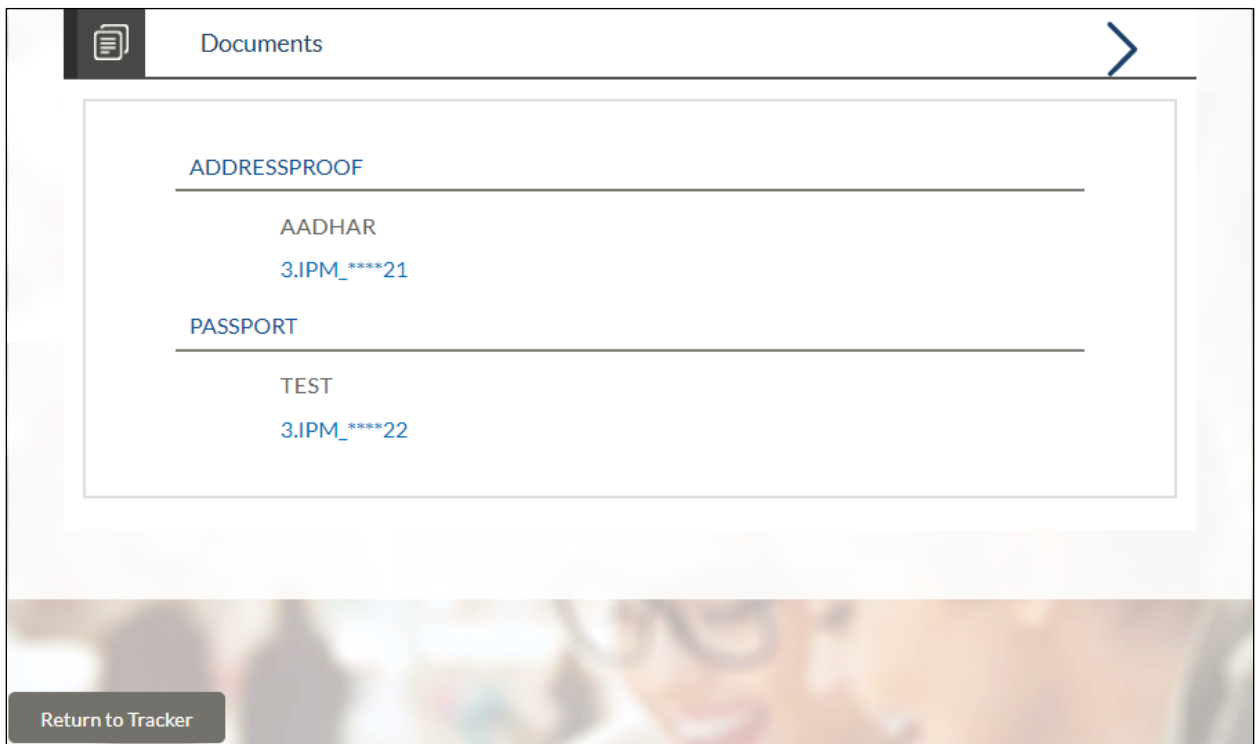 Documents
ADDRESSPROOF
AADHAR
3.IPM_****21
PASSPORT
TEST
3.IPM_****22
Return to Tracker